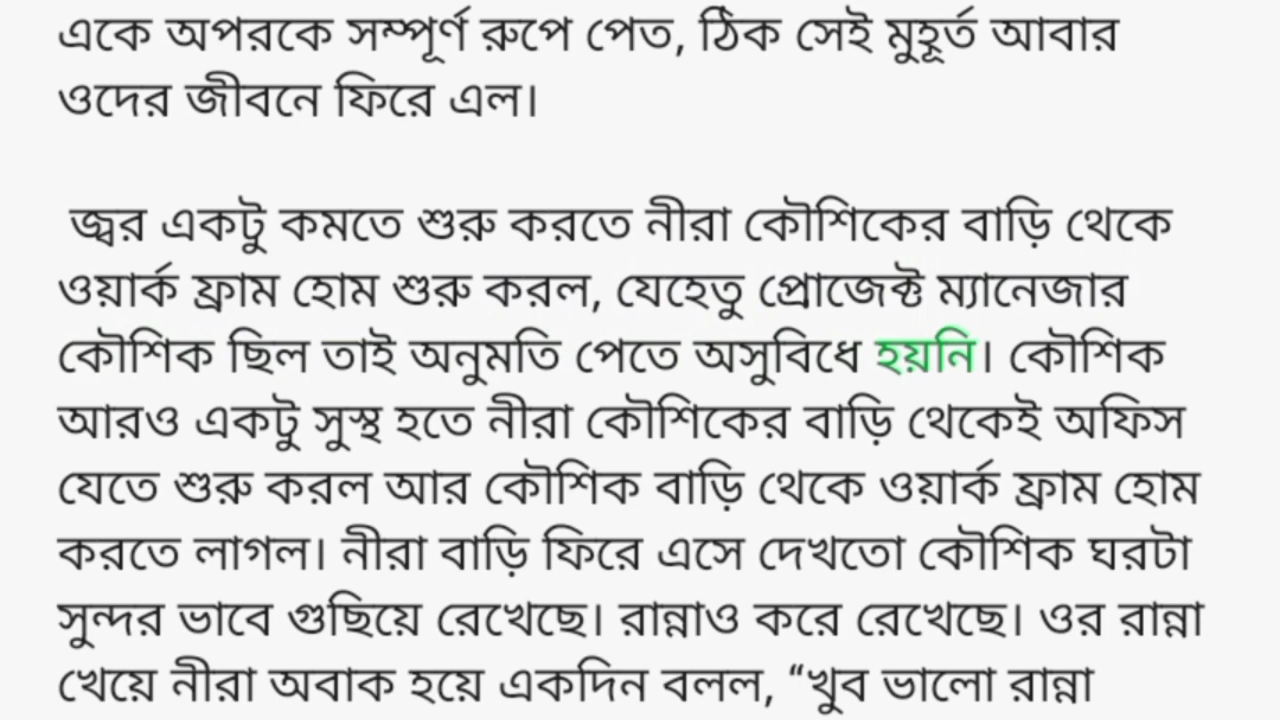 একে অপরকে সম্পূর্ণ রুপে পেত, ঠিক সেই মুহূর্ত আবার
ওদের জীবনে ফিরে এল।
জ্বর একটু কমতে শুরু করতে নীরা কৌশিকের বাড়ি থেকে
ওয়ার্ক ফ্রাম হোম শুরু করল, যেহেতু প্রোজেক্ট ম্যানেজার
কৌশিক ছিল তাই অনুমতি পেতে অসুবিধে হয়নি। কৌশিক
আরও একটু সুস্থ হতে নীরা কৌশিকের বাড়ি থেকেই অফিস
যেতে শুরু করল আর কৌশিক বাড়ি থেকে ওয়ার্ক ফ্রাম হোম
করতে লাগল। নীরা বাড়ি ফিরে এসে দেখতো কৌশিক ঘরটা
সুন্দর ভাবে গুছিয়ে রেখেছে। রান্নাও করে রেখেছে। ওর রান্না
খেয়ে নীরা অবাক হয়ে একদিন বলল, “খুব ভালো রান্না